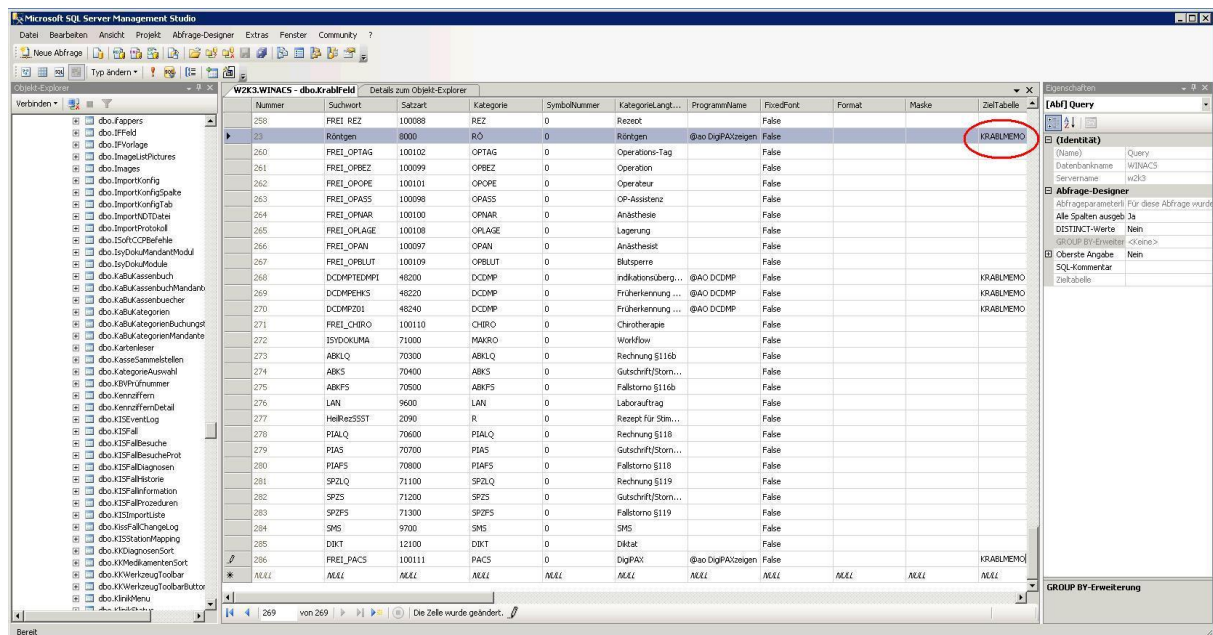 Microsoft SQL Server Management Studio
Datei Bearbeiten Ansicht Projekt Abfrage-Designer Extras Fenster Community ?
Neue Abfrage
Typ ändern
Objekt-Explorer
Verbinden
dbo.ifappers
dbo.IFFeld
dbo.IFVorlage
dbo.ImageListPictures
dbo.Images
dbo.ImportKonfig
dbo.ImportKonfigSpalte
dbo.ImportKonfigTab
dbo.ImportNDTDatei
dbo.ImportProtokoll
dbo.ISoftCCPBefehle
dbo.IsyDokuMandantModul
dbo.IsyDokuModule
dbo.KaBuKassenbuch
dbo.KaBuKassenbuchMandant
dbo.KaBuKassenbuecher
dbo.KaBuKategorien
dbo.KaBuKategorienBuchungst
dbo.KaBuKategorienMandante
dbo.Kartenleser
dbo.KasseSammelstellen
dbo.KategorieAuswahl
dbo.KBVPrüfnummer
dbo.Kennziffern
dbo.KennziffernDetail
dbo.KISEventLog
dbo.KISFall
dbo.KISFallBesuche
dbo.KISFallBesucheProt
dbo.KISFallDiagnosen
dbo.KISFallHistorie
dbo.KISFallInformation
dbo.KISFallProzeduren
dbo.KISImportListe
dbo.KissFallChangeLog
dbo.KISStationMapping
dbo.KKDiagnosenSort
dbo.KKMedikamentenSort
dbo.KKWerkzeugToolbar
dbo.KKWerkzeugToolbarButton
dbo.KlinikMenu
W2K3.WINACS - dbo.KrablFeld Details zum Objekt-Explorer
Nummer Suchwort Satzart Kategorie SymbolNummer KategorieLangt... ProgrammName FixedFont Format Maske ZielTabelle
258 FREI_REZ 100088 REZ 0 Rezept False
23 Röntgen 8000 RÖ 0 Röntgen @ao DigiPAXzeigen False KRABLMEMO
260 FREI_OPTAG 100102 OPTAG 0 Operations-Tag False
261 FREI_OPBEZ 100099 OPBEZ 0 Operation False
262 FREI_OPOPE 100101 OPOPE 0 Operateur False
263 FREI_OPASS 100098 OPASS 0 OP-Assistenz False
264 FREI_OPNAR 100100 OPNAR 0 Anästhesie False
265 FREI_OPLAGE 100108 OPLAGE 0 Lagerung False
266 FREI_OPAN 100097 OPAN 0 Anästhesist False
267 FREI_OPBLUT 100109 OPBLUT 0 Blutsperre False
268 DCDMPTEDMPI 48200 DCDMP 0 indikationsüberg... @AO DCDMP False KRABLMEMO
269 DCDMPEHKS 48220 DCDMP 0 Früherkennung ... @AO DCDMP False KRABLMEMO
270 DCDMPZ01 48240 DCDMP 0 Früherkennung ... @AO DCDMP False KRABLMEMO
271 FREI_CHIRO 100110 CHIRO 0 Chirotherapie False
272 ISYDOKUMA 71000 MAKRO 0 Workflow False
273 ABKLQ 70300 ABKLQ 0 Rechnung §116b False
274 ABKS 70400 ABKS 0 Gutschrift/Storn... False
275 ABKFS 70500 ABKFS 0 Fallstorno §116b False
276 LAN 9600 LAN 0 Laborauftrag False
277 HeilRezSSST 2090 R 0 Rezept für Stim... False
278 PIALQ 70600 PIALQ 0 Rechnung §118 False
279 PIAS 70700 PIAS 0 Gutschrift/Storn... False
280 PIAFS 70800 PIAFS 0 Fallstorno §118 False
281 SPZLQ 71100 SPZLQ 0 Rechnung §119 False
282 SPZS 71200 SPZS 0 Gutschrift/Storn... False
283 SPZFS 71300 SPZFS 0 Fallstorno §119 False
284 SMS 9700 SMS 0 SMS False
285 DIKT 12100 DIKT 0 Diktat False
286 FREI_PACS 100111 PACS 0 DigiPAX @ao DigiPAXzeigen False KRABLMEMO
NULL NULL NULL NULL NULL NULL NULL NULL NULL NULL NULL
269 von 269 Die Zelle wurde geändert.
Eigenschaften
[Abf] Query
(Identität)
(Name) Query
Datenbankname WINACS
Servername w2k3
Abfrage-Designer
Abfrageparameterli Für diese Abfrage wurde
Alle Spalten ausgeb Ja
DISTINCT-Werte Nein
GROUP BY-Erweiter <Keine>
Oberste Angabe Nein
SQL-Kommentar
Zieltabelle
GROUP BY-Erweiterung
Bereit